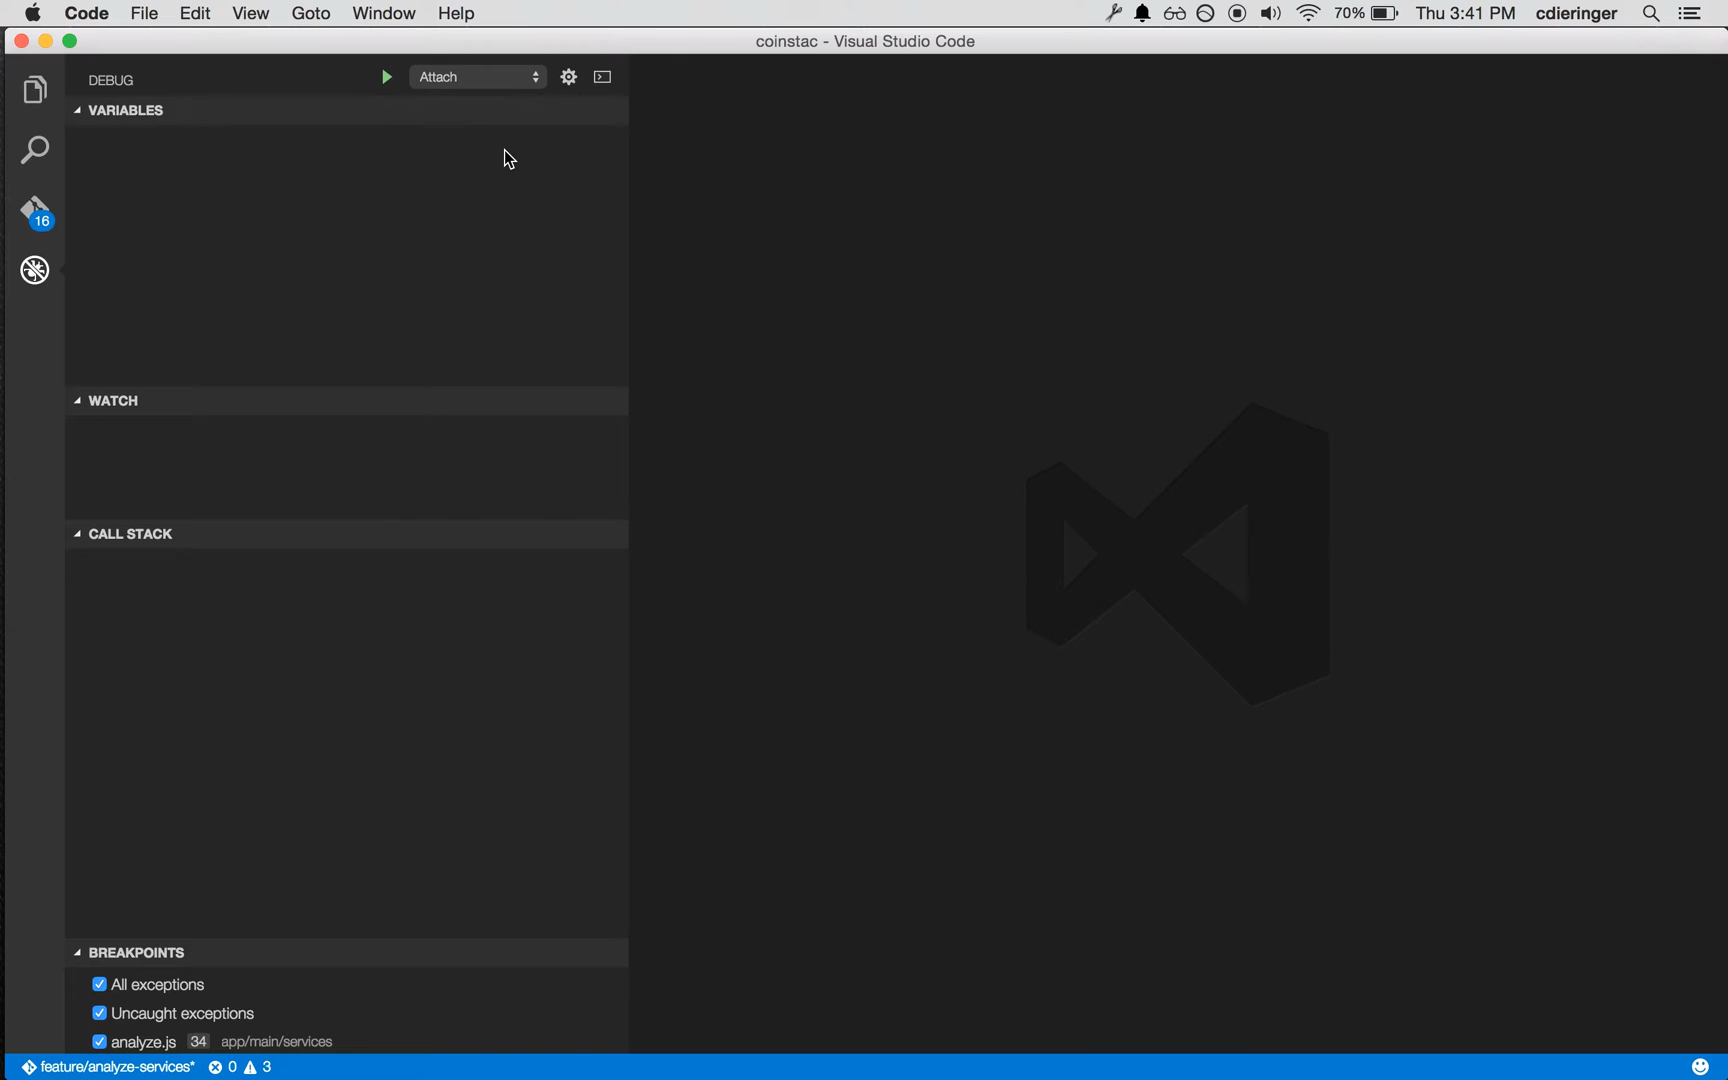 Code File Edit View Goto Window Help 70% Thu 3:41 PM cdieringer
coinstac - Visual Studio Code
DEBUG Attach
VARIABLES
16
WATCH
CALL STACK
BREAKPOINTS
All exceptions
Uncaught exceptions
analyze.js 34 app/main/services
feature/analyze-services* 0 3